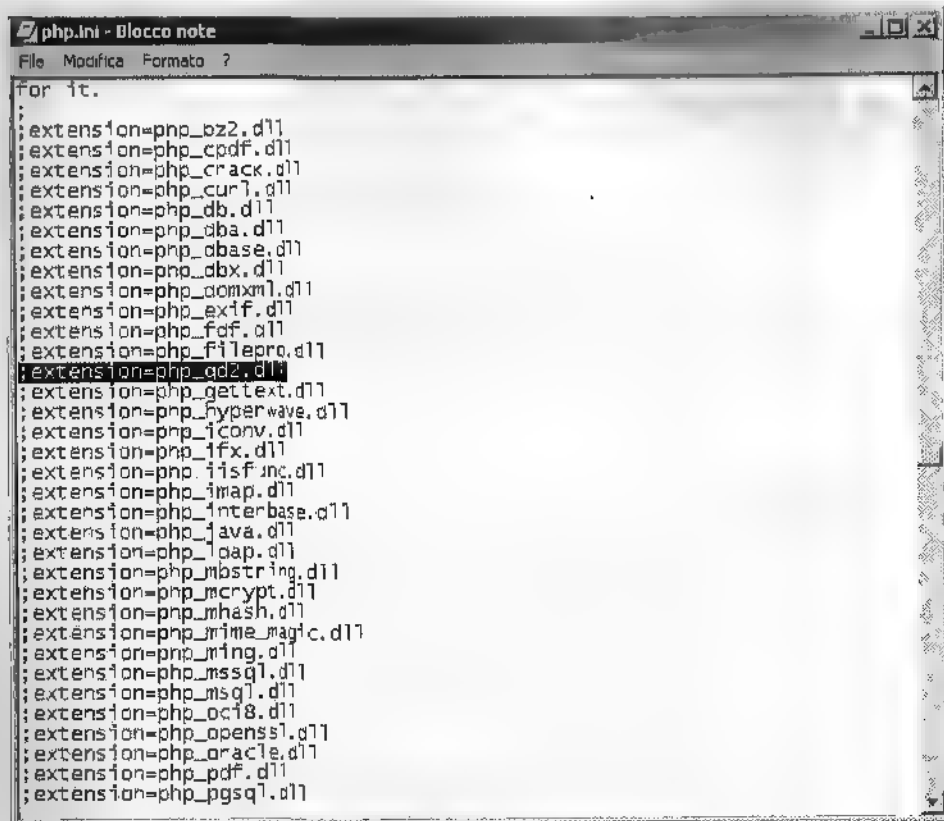 php.ini - Blocco note
File Modifica Formato ?
for it.
;
;extension=php_bz2.dll
;extension=php_cpdf.dll
;extension=php_crack.dll
;extension=php_curl.dll
;extension=php_db.dll
;extension=php_dba.dll
;extension=php_dbase.dll
;extension=php_dbx.dll
;extension=php_domxml.dll
;extension=php_exif.dll
;extension=php_fdf.dll
;extension=php_filepro.dll
;extension=php_gd2.dll
;extension=php_gettext.dll
;extension=php_hyperwave.dll
;extension=php_iconv.dll
;extension=php_ifx.dll
;extension=php_iisfunc.dll
;extension=php_imap.dll
;extension=php_interbase.dll
;extension=php_java.dll
;extension=php_ldap.dll
;extension=php_mbstring.dll
;extension=php_mcrypt.dll
;extension=php_mhash.dll
;extension=php_mime_magic.dll
;extension=php_ming.dll
;extension=php_mssql.dll
;extension=php_msql.dll
;extension=php_oci8.dll
;extension=php_openssl.dll
;extension=php_oracle.dll
;extension=php_pdf.dll
;extension=php_pgsql.dll